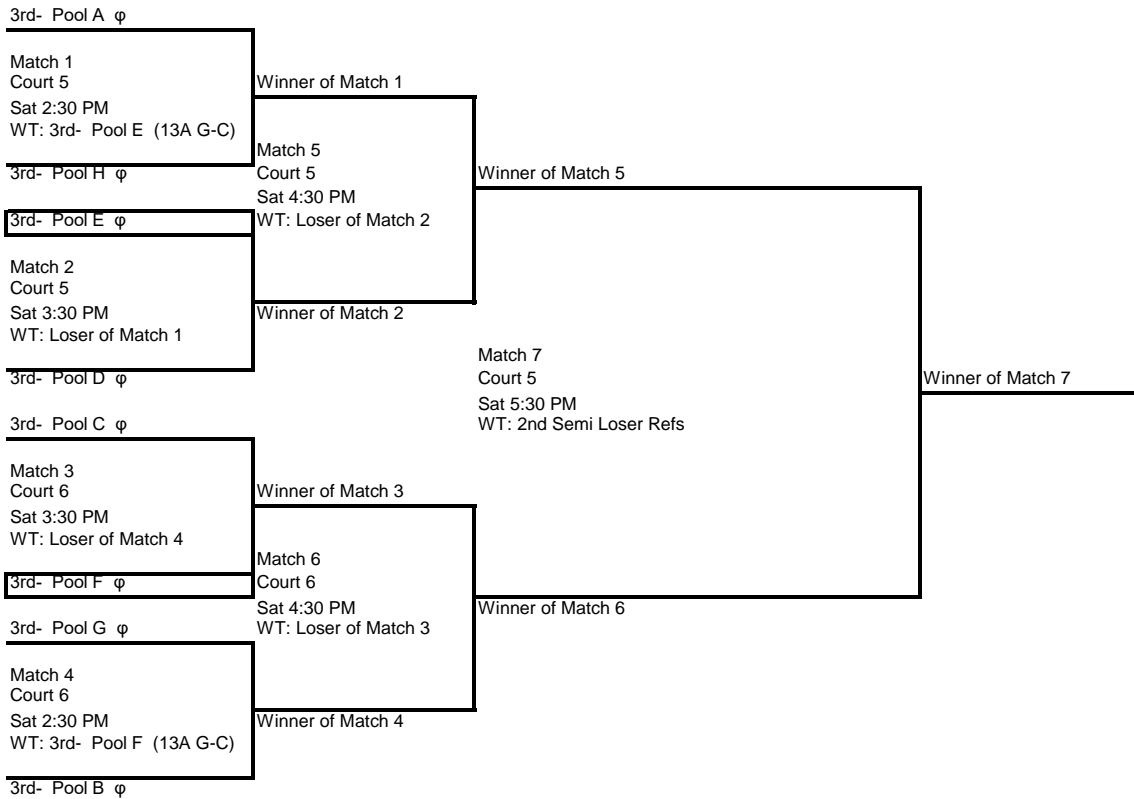 3rd- Pool A φ
Match 1
Court 5
Sat 2:30 PM
WT: 3rd- Pool E (13A G-C)
3rd- Pool H φ
3rd- Pool E φ
Match 2
Court 5
Sat 3:30 PM
WT: Loser of Match 1
3rd- Pool D φ
3rd- Pool C φ
Match 3
Court 6
Sat 3:30 PM
WT: Loser of Match 4
3rd- Pool F φ
3rd- Pool G φ
Match 4
Court 6
Sat 2:30 PM
WT: 3rd- Pool F (13A G-C)
3rd- Pool B φ
Winner of Match 1
Match 5
Court 5
Sat 4:30 PM
WT: Loser of Match 2
Winner of Match 2
Winner of Match 3
Match 6
Court 6
Sat 4:30 PM
WT: Loser of Match 3
Winner of Match 4
Winner of Match 5
Match 7
Court 5
Sat 5:30 PM
WT: 2nd Semi Loser Refs
Winner of Match 6
Winner of Match 7